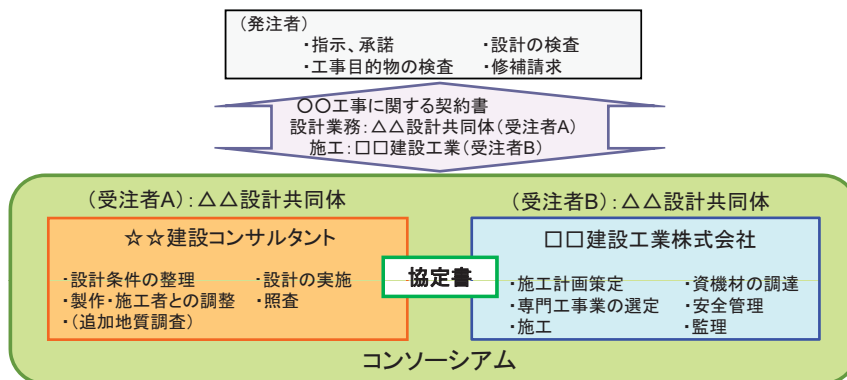 (発注者)
・指示、承諾 ・設計の検査
・工事目的物の検査 ・修補請求
〇〇工事に関する契約書
設計業務:△△設計共同体(受注者A)
施工:□□建設工業(受注者B)
(受注者A):△△設計共同体
(受注者B):△△設計共同体
☆☆建設コンサルタント
・設計条件の整理 ・設計の実施
・製作・施工者との調整 ・照査
・(追加地質調査)
協定書
□□建設工業株式会社
・施工計画策定 ・資機材の調達
・専門工事業の選定 ・安全管理
・施工 ・監理
コンソーシアム